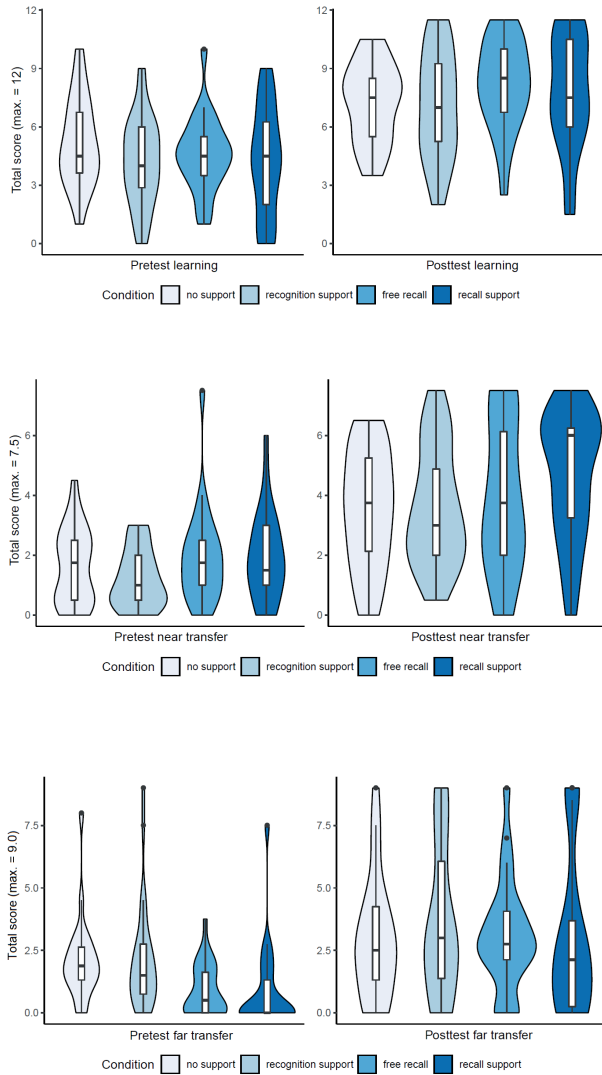 Total score (max. = 12)
12
9
6
3
0
12
9
6
3
0
Pretest learning
Posttest learning
Condition no support recognition support free recall recall support
Total score (max. = 7.5)
6
4
2
0
6
4
2
0
Pretest near transfer
Posttest near transfer
Condition no support recognition support free recall recall support
Total score (max. = 9.0)
7.5
5.0
2.5
0.0
7.5
5.0
2.5
0.0
Pretest far transfer
Posttest far transfer
Condition no support recognition support free recall recall support